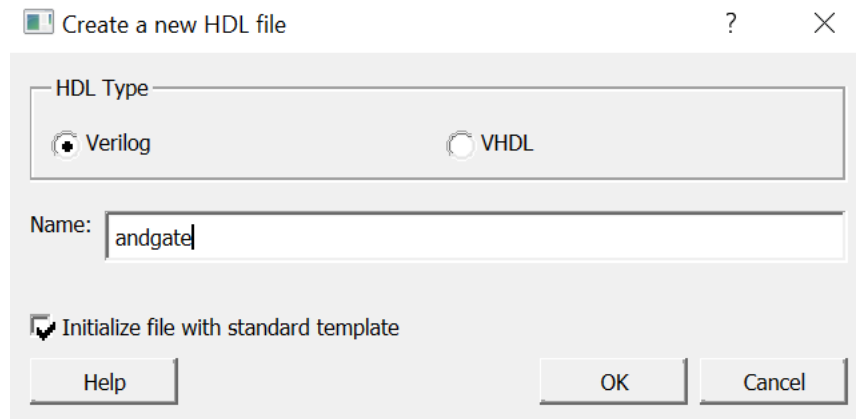 Create a new HDL file ?
HDL Type
Verilog VHDL
Name: andgate
Initialize file with standard template
Help OK Cancel